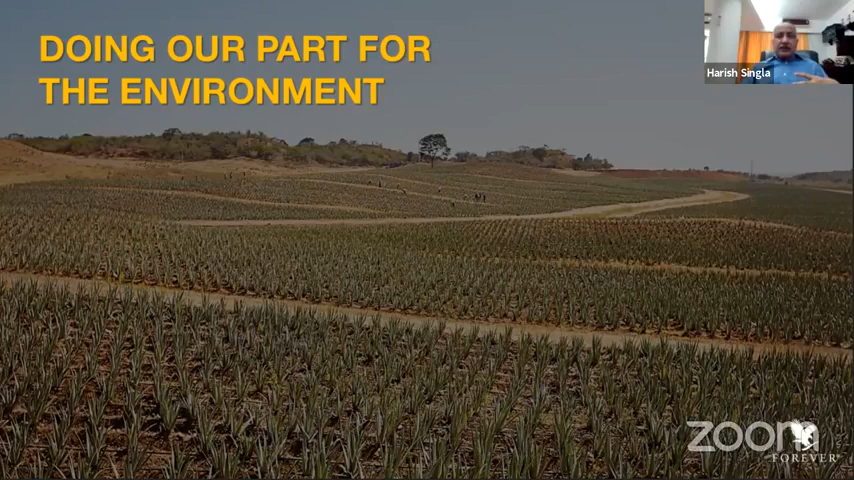 DOING OUR PART FOR
THE ENVIRONMENT
Harish Singla
zoom
FOREVER